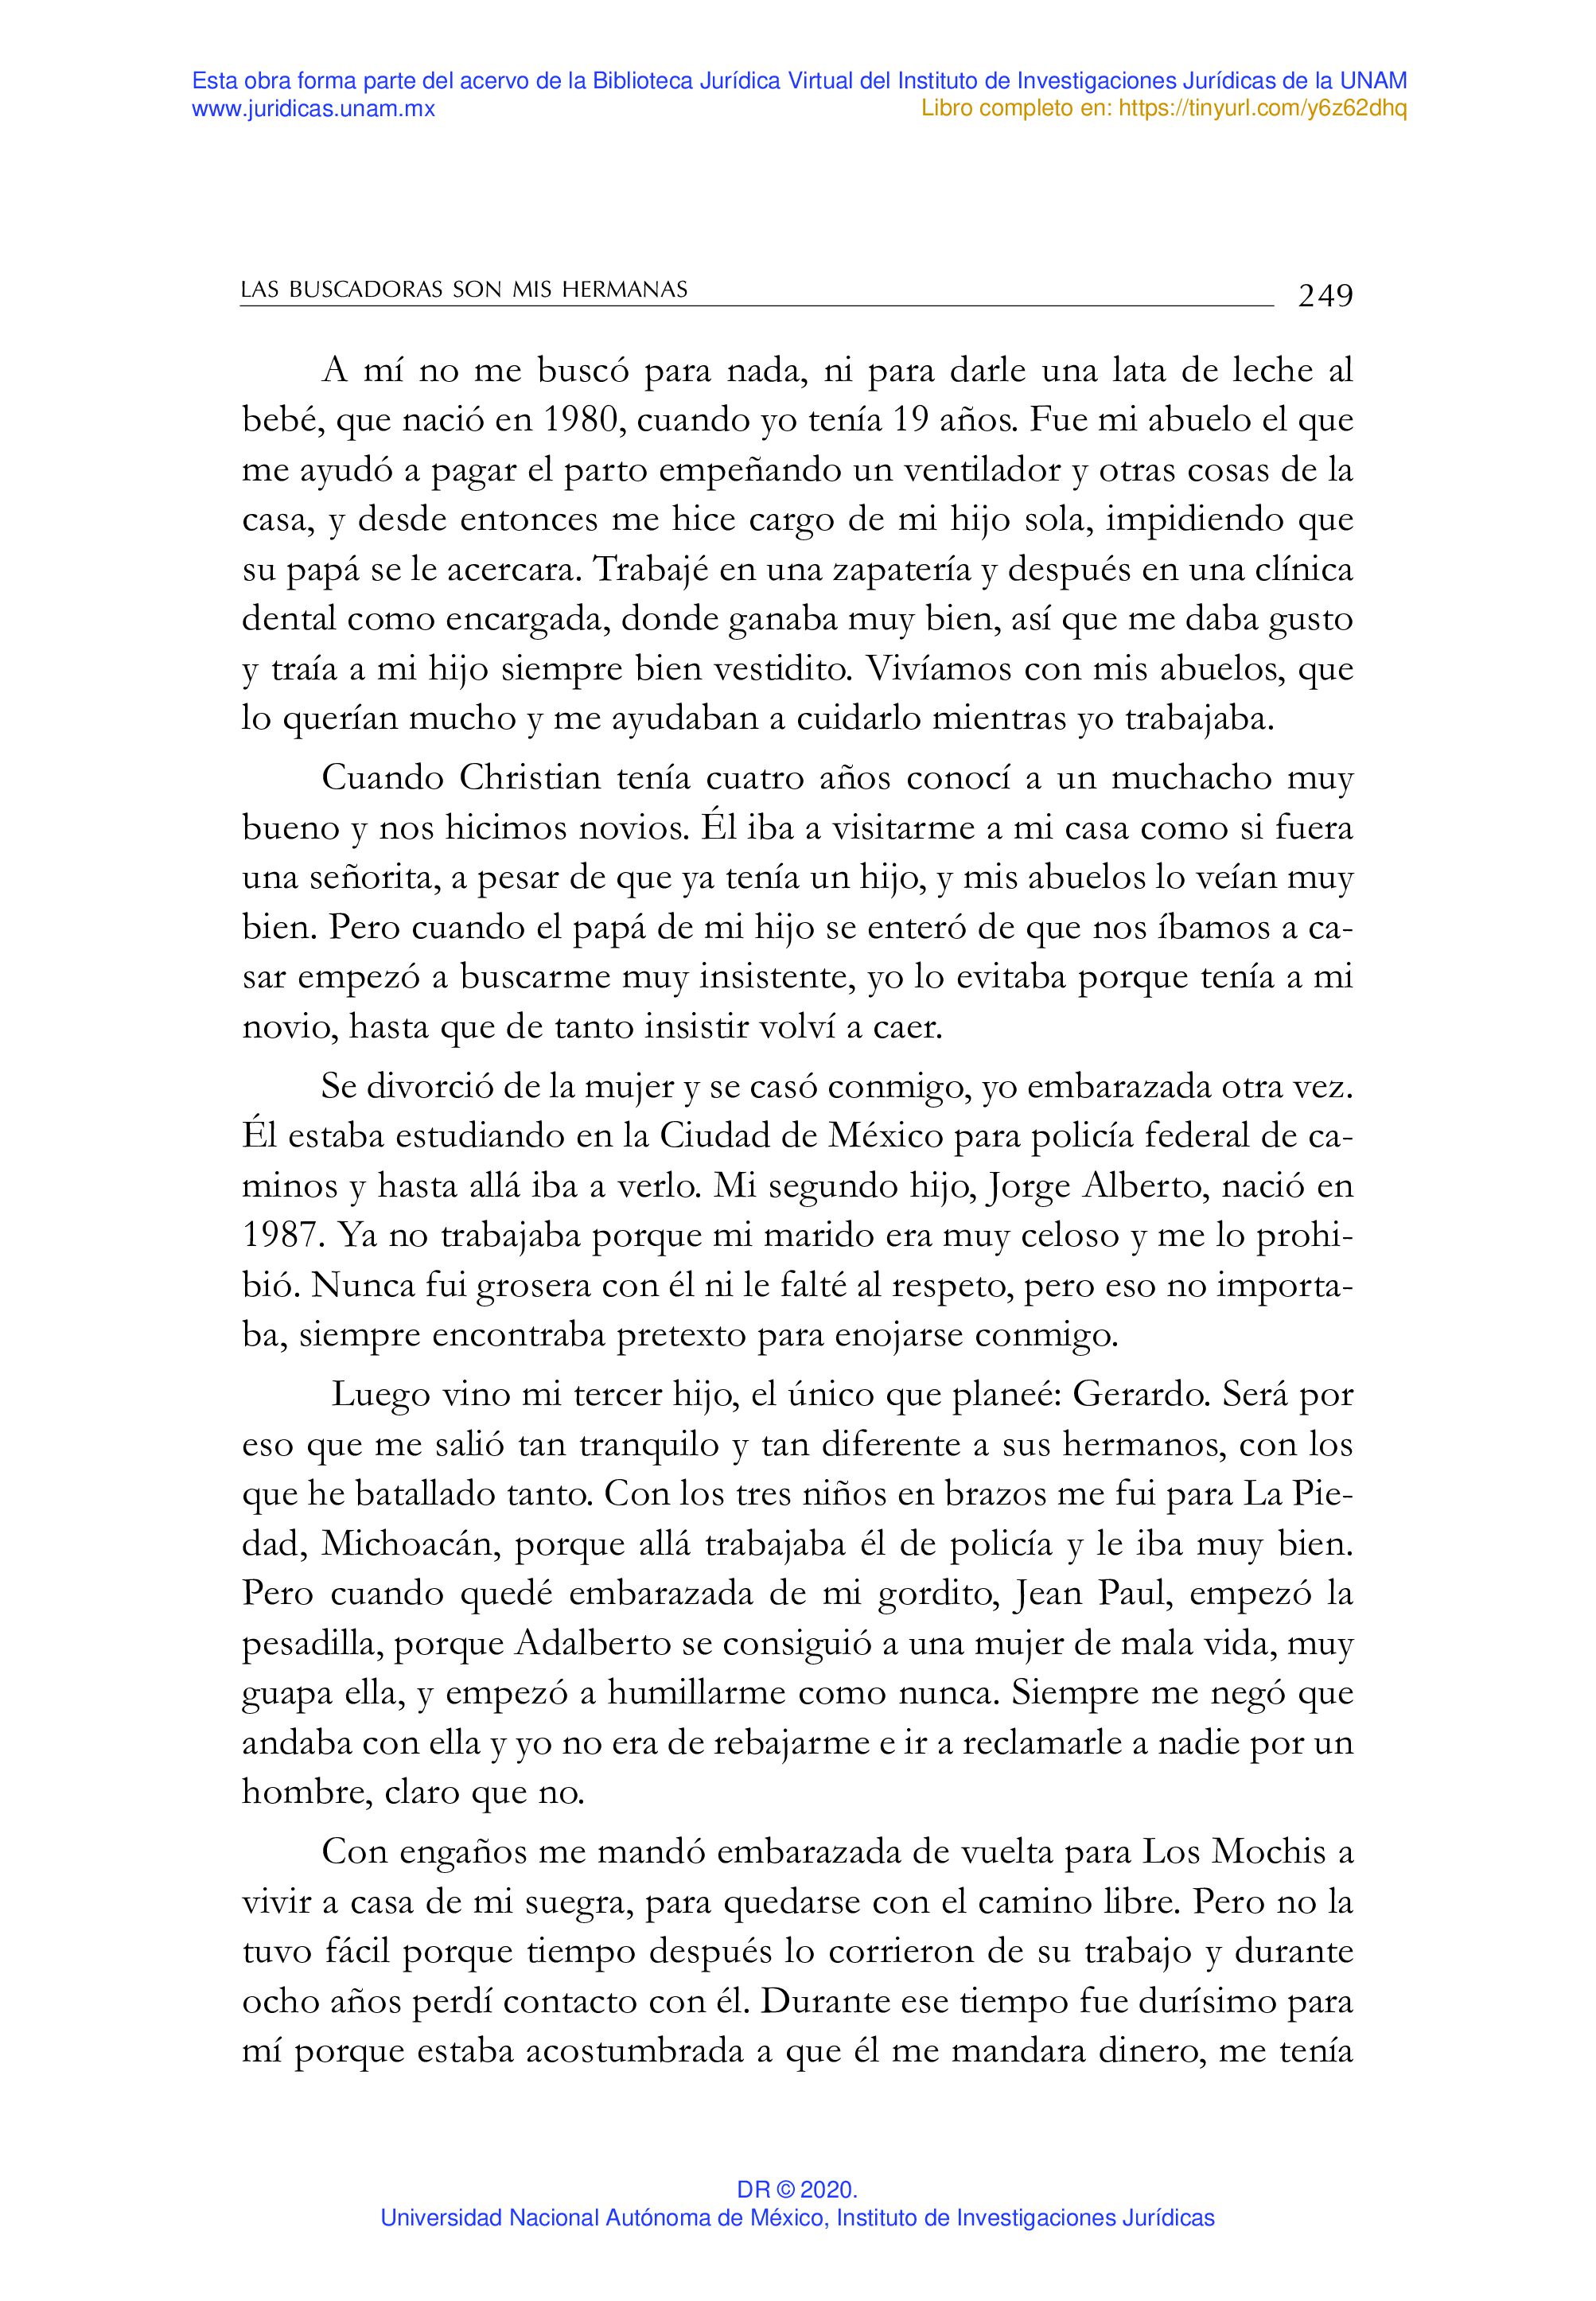 Esta obra forma parte del acervo de la Biblioteca Jurídica Virtual del Instituto de Investigaciones Jurídicas de la UNAM
www.juridicas.unam.mx
Libro completo en: https://tinyurl.com/y6z62dhq
LAS BUSCADORAS SON MIS HERMANAS
249
A mí no me buscó para nada, ni para darle una lata de leche al
bebé, que nació en 1980, cuando yo tenía 19 años. Fue mi abuelo el que
me ayudó a pagar el parto empeñando un ventilador y otras cosas de la
casa, y desde entonces me hice cargo de mi hijo sola, impidiendo que
su papá se le acercara. Trabajé en una zapatería y después en una clínica
dental como encargada, donde ganaba muy bien, así que me daba gusto
y traía a mi hijo siempre bien vestidito. Vivíamos con mis abuelos, que
lo querían mucho y me ayudaban a cuidarlo mientras yo trabajaba.
Cuando Christian tenía cuatro años conocí a un muchacho muy
bueno y nos hicimos novios. Él iba a visitarme a mi casa como si fuera
una señorita, a pesar de que ya tenía un hijo, y mis abuelos lo veían muy
bien. Pero cuando el papá de mi hijo se enteró de que nos íbamos a ca-
sar empezó a buscarme muy insistente, yo lo evitaba porque tenía a mi
novio, hasta que de tanto insistir volví a caer.
Se divorció de la mujer y se casó conmigo, yo embarazada otra vez.
Él estaba estudiando en la Ciudad de México para policía federal de ca-
minos y hasta allá iba a verlo. Mi segundo hijo, Jorge Alberto, nació en
1987. Ya no trabajaba porque mi marido era muy celoso y me lo prohi-
bió. Nunca fui grosera con él ni le falté al respeto, pero eso no importa-
ba, siempre encontraba pretexto para enojarse conmigo.
Luego vino mi tercer hijo, el único que planeé: Gerardo. Será por
eso que me salió tan tranquilo y tan diferente a sus hermanos, con los
que he batallado tanto. Con los tres niños en brazos me fui para La Pie-
dad, Michoacán, porque allá trabajaba él de policía y le iba muy bien.
Pero cuando quedé embarazada de mi gordito, Jean Paul, empezó la
pesadilla, porque Adalberto se consiguió a una mujer de mala vida, muy
guapa ella, y empezó a humillarme como nunca. Siempre me negó que
andaba con ella y yo no era de rebajarme e ir a reclamarle a nadie por un
hombre, claro que no.
Con engaños me mandó embarazada de vuelta para Los Mochis a
vivir a casa de mi suegra, para quedarse con el camino libre. Pero no la
tuvo fácil porque tiempo después lo corrieron de su trabajo y durante
ocho años perdí contacto con él. Durante ese tiempo fue durísimo para
mí porque estaba acostumbrada a que él me mandara dinero, me tenía
DR © 2020.
Universidad Nacional Autónoma de México, Instituto de Investigaciones Jurídicas